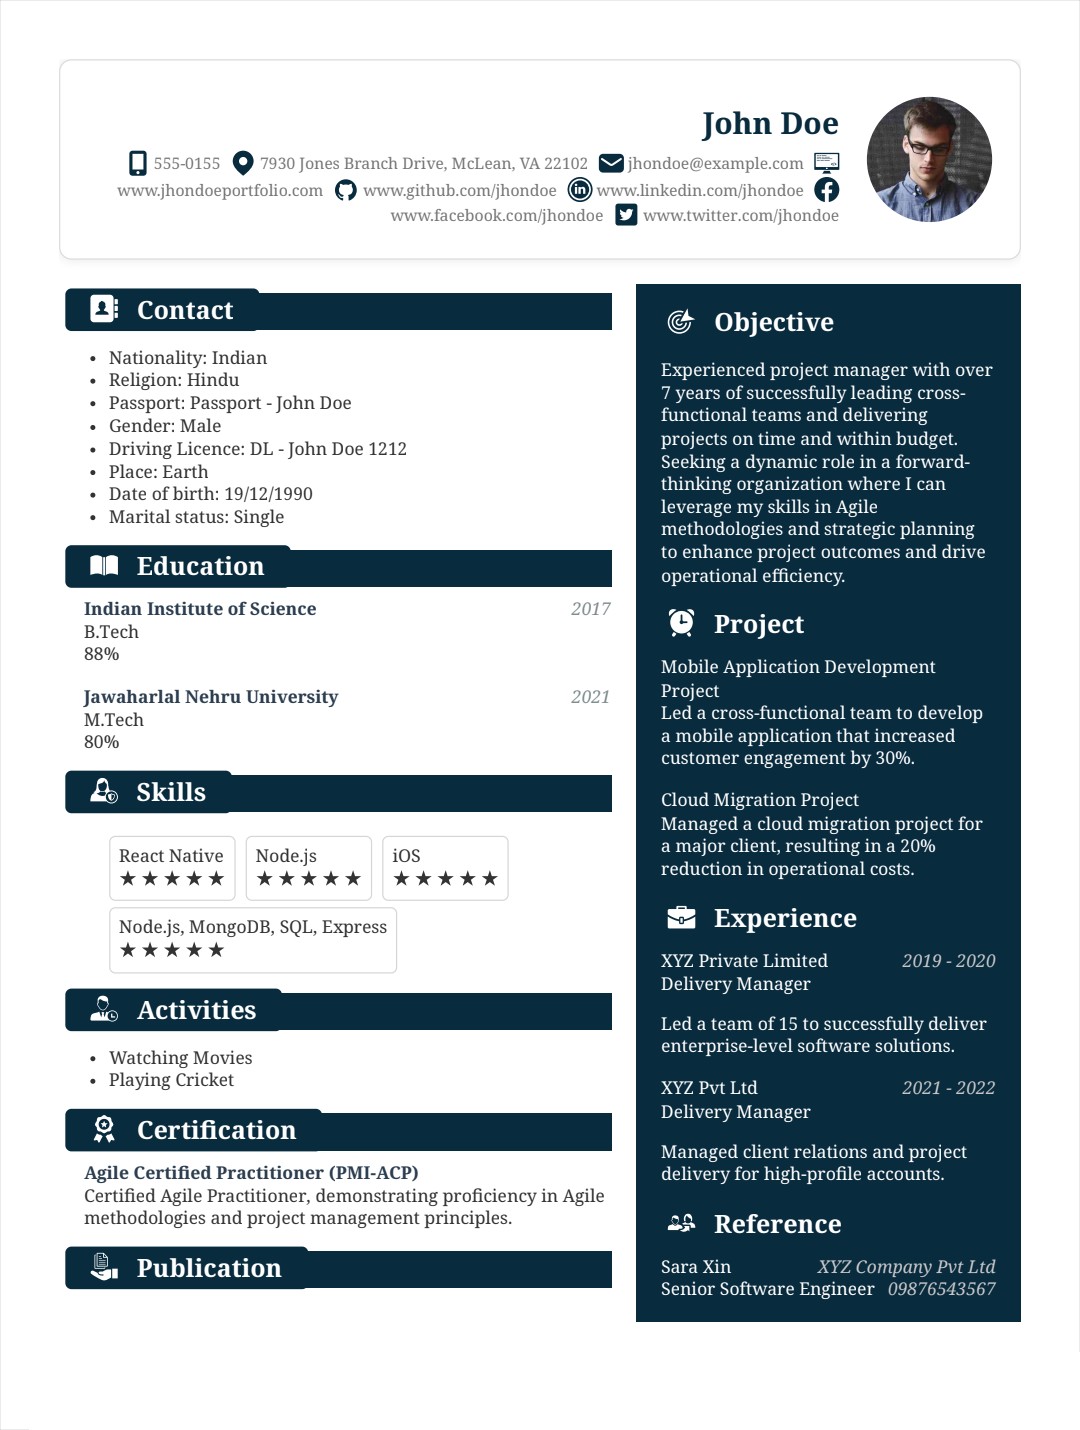 John Doe
555-0155 7930 Jones Branch Drive, McLean, VA 22102 jhondoe@example.com
www.jhondoeportfolio.com www.github.com/jhondoe www.linkedin.com/jhondoe
www.facebook.com/jhondoe www.twitter.com/jhondoe
Contact
• Nationality: Indian
• Religion: Hindu
• Passport: Passport - John Doe
• Gender: Male
• Driving Licence: DL - John Doe 1212
• Place: Earth
• Date of birth: 19/12/1990
• Marital status: Single
Education
Indian Institute of Science 2017
B.Tech
88%
Jawaharlal Nehru University 2021
M.Tech
80%
Skills
React Native Node.js iOS
★★★★★ ★★★★★ ★★★★★
Node.js, MongoDB, SQL, Express
★★★★★
Activities
• Watching Movies
• Playing Cricket
Certification
Agile Certified Practitioner (PMI-ACP)
Certified Agile Practitioner, demonstrating proficiency in Agile
methodologies and project management principles.
Publication
Objective
Experienced project manager with over
7 years of successfully leading cross-
functional teams and delivering
projects on time and within budget.
Seeking a dynamic role in a forward-
thinking organization where I can
leverage my skills in Agile
methodologies and strategic planning
to enhance project outcomes and drive
operational efficiency.
Project
Mobile Application Development
Project
Led a cross-functional team to develop
a mobile application that increased
customer engagement by 30%.
Cloud Migration Project
Managed a cloud migration project for
a major client, resulting in a 20%
reduction in operational costs.
Experience
XYZ Private Limited 2019 - 2020
Delivery Manager
Led a team of 15 to successfully deliver
enterprise-level software solutions.
XYZ Pvt Ltd 2021 - 2022
Delivery Manager
Managed client relations and project
delivery for high-profile accounts.
Reference
Sara Xin XYZ Company Pvt Ltd
Senior Software Engineer 09876543567